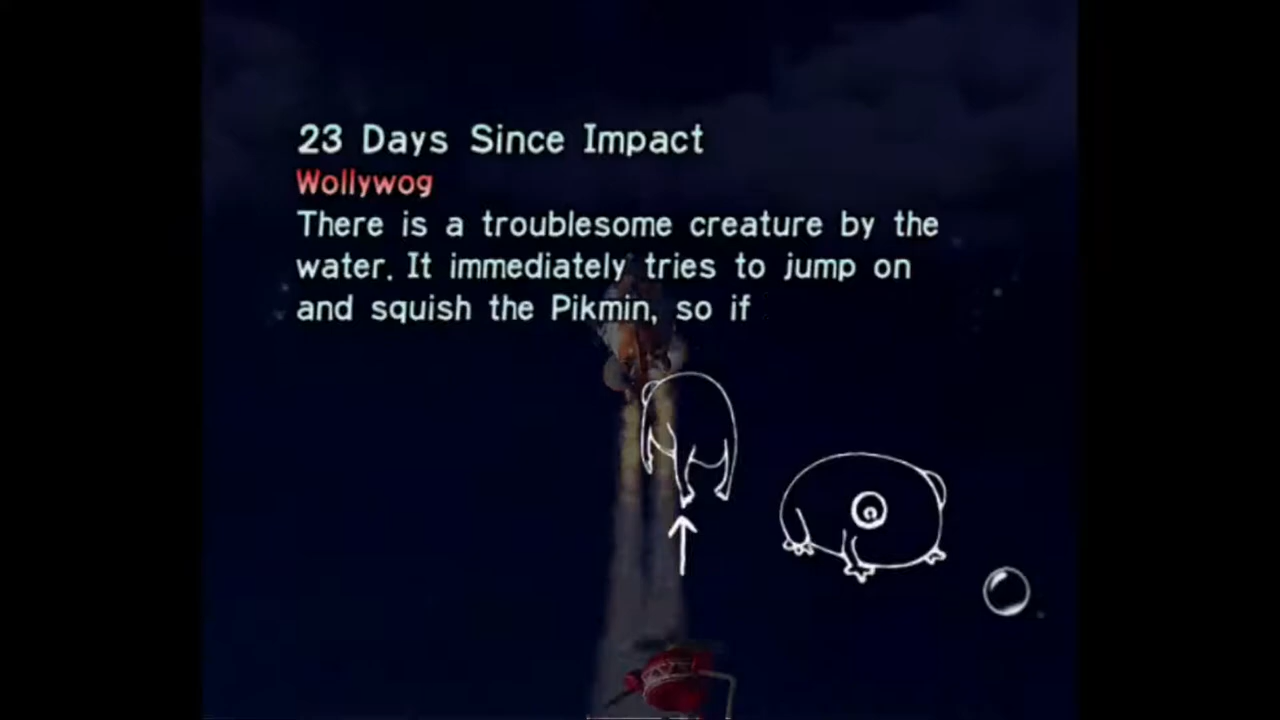 23 Days Since Impact
Wollywog
There is a troublesome creature by the
water. It immediately tries to jump on
and squish the Pikmin, so if